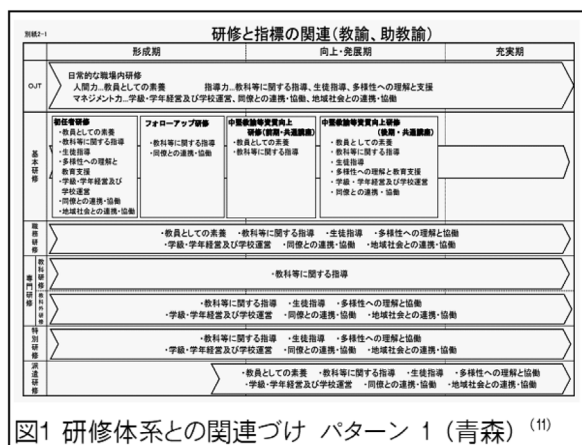 別紙2-1
研修と指標の関連(教諭、助教諭)
形成期
向上・発展期
充実期
OJT
日常的な職場内研修
人間力…教員としての素養 指導力…教科等に関する指導、生徒指導、多様性への理解と支援
マネジメント力…学級・学年経営及び学校運営、同僚との連携・協働、地域社会との連携・協働
基本研修
初任者研修
・教員としての素養
・教科等に関する指導
・生徒指導
・多様性への理解と
教育支援
・学級・学年経営及び
学校運営
・同僚との連携・協働
・地域社会との連携・協働
フォローアップ研修
・教科等に関する指導
・同僚との連携・協働
中堅教諭等資質向上
研修(前期・共通講座)
・教員としての素養
・教科等に関する指導
中堅教諭等資質向上研修
(後期・共通講座)
・教員としての素養
・教科等に関する指導
・生徒指導
・多様性への理解と教育支援
・学級・学年経営及び学校運営
・同僚との連携・協働
職務研修
・教員としての素養 ・教科等に関する指導 ・生徒指導 ・多様性への理解と協働
・学級・学年経営及び学校運営 ・同僚との連携・協働 ・地域社会との連携・協働
専門研修
教科研修
・教科等に関する指導
教科外研修
・教科等に関する指導 ・生徒指導 ・多様性への理解と協働
・学級・学年経営及び学校運営 ・同僚との連携・協働 ・地域社会との連携・協働
特別研修
・教科等に関する指導 ・生徒指導 ・多様性への理解と協働
・学級・学年経営及び学校運営 ・同僚との連携・協働 ・地域社会との連携・協働
派遣研修
・教員としての素養 ・教科等に関する指導 ・生徒指導 ・多様性への理解と協働
・学級・学年経営及び学校運営 ・同僚との連携・協働 ・地域社会との連携・協働
図1 研修体系との関連づけ パターン 1(青森)(11)